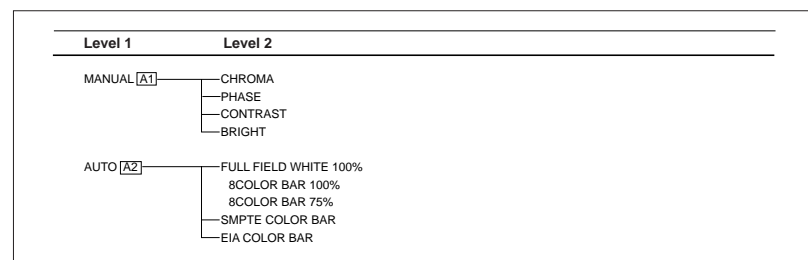 Level 1 Level 2
MANUAL A1 CHROMA
PHASE
CONTRAST
BRIGHT
AUTO A2 FULL FIELD WHITE 100%
8COLOR BAR 100%
8COLOR BAR 75%
SMPTE COLOR BAR
EIA COLOR BAR